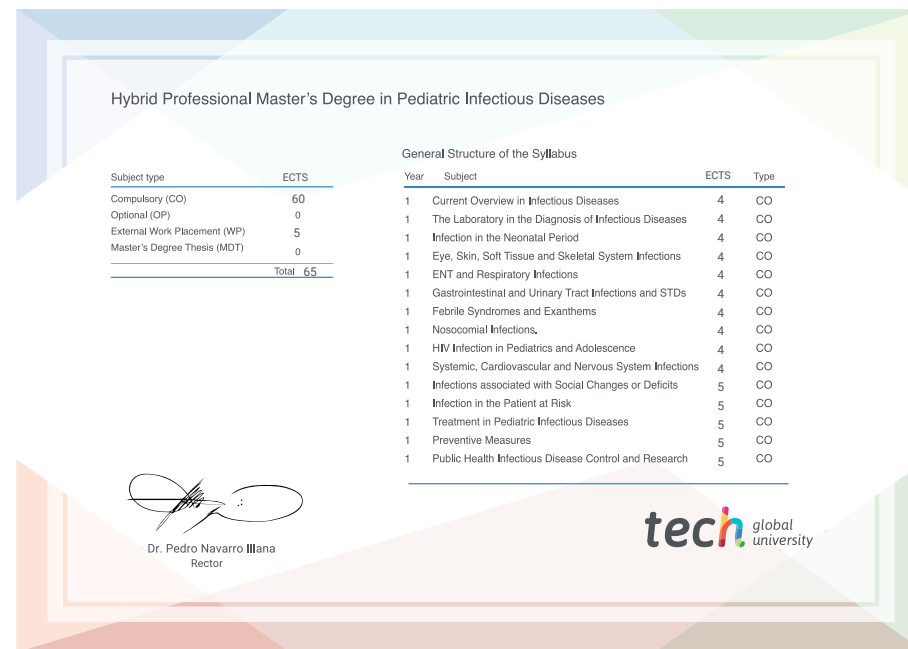 Hybrid Professional Master's Degree in Pediatric Infectious Diseases
Subject type ECTS
Compulsory (CO) 60
Optional (OP) 0
External Work Placement (WP) 5
Master's Degree Thesis (MDT) 0
Total 65
General Structure of the Syllabus
Year Subject ECTS Type
1 Current Overview in Infectious Diseases 4 CO
1 The Laboratory in the Diagnosis of Infectious Diseases 4 CO
1 Infection in the Neonatal Period 4 CO
1 Eye, Skin, Soft Tissue and Skeletal System Infections 4 CO
1 ENT and Respiratory Infections 4 CO
1 Gastrointestinal and Urinary Tract Infections and STDs 4 CO
1 Febrile Syndromes and Exanthems 4 CO
1 Nosocomial Infections. 4 CO
1 HIV Infection in Pediatrics and Adolescence 4 CO
1 Systemic, Cardiovascular and Nervous System Infections 4 CO
1 Infections associated with Social Changes or Deficits 5 CO
1 Infection in the Patient at Risk 5 CO
1 Treatment in Pediatric Infectious Diseases 5 CO
1 Preventive Measures 5 CO
1 Public Health Infectious Disease Control and Research 5 CO
Dr. Pedro Navarro Illana
Rector
tech global
university